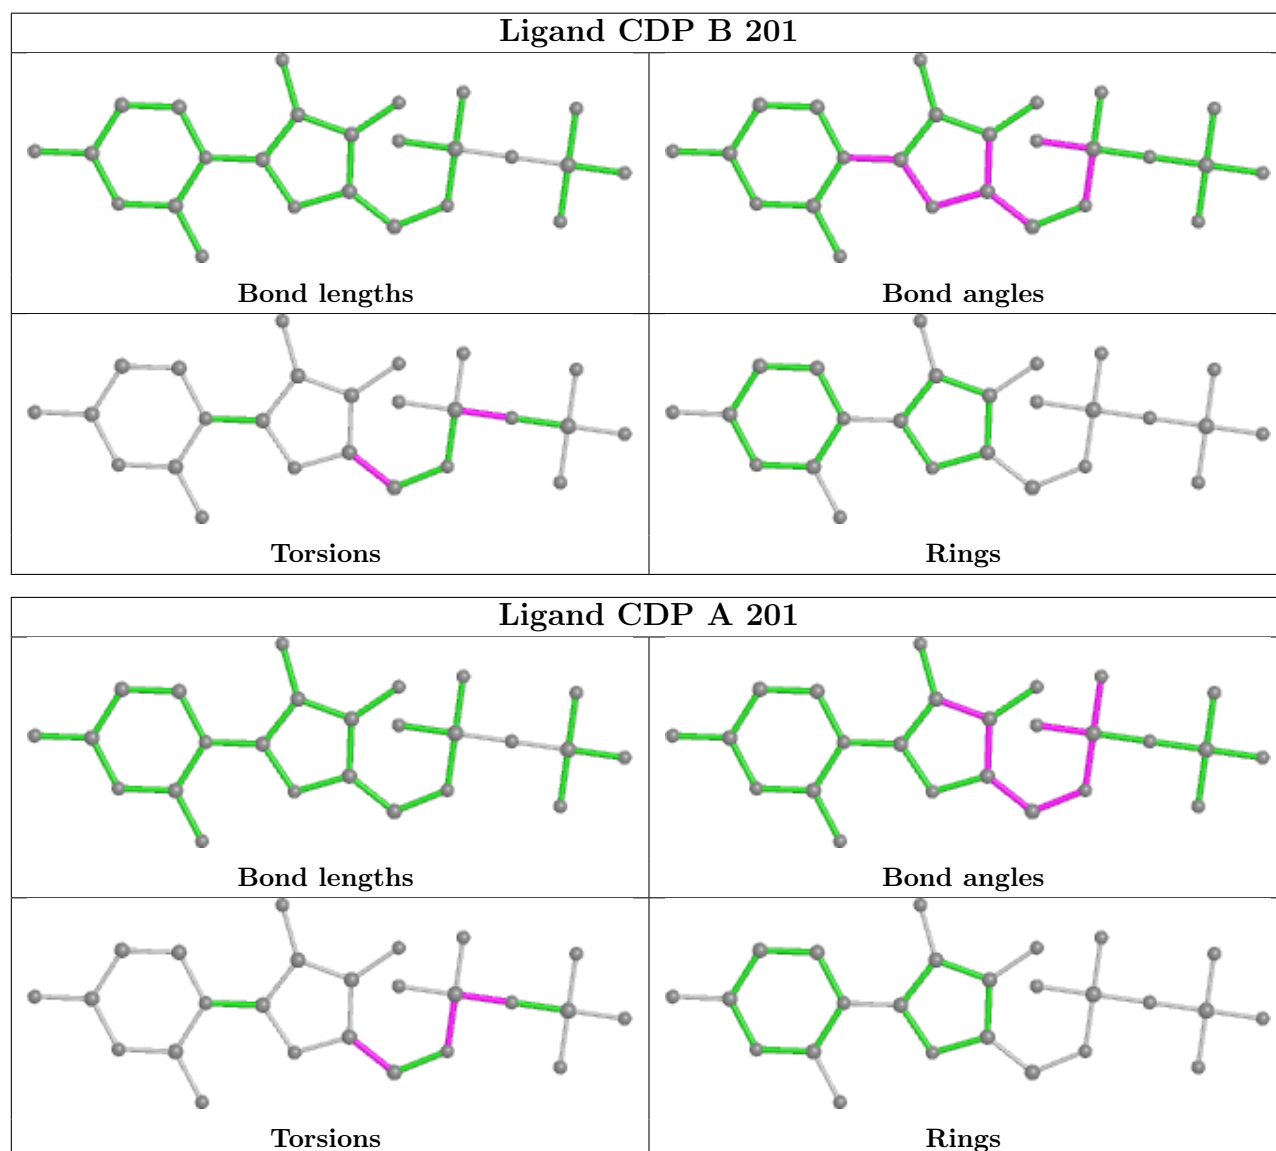 Ligand CDP B 201
Bond lengths
Bond angles
Torsions
Rings
Ligand CDP A 201
Bond lengths
Bond angles
Torsions
Rings